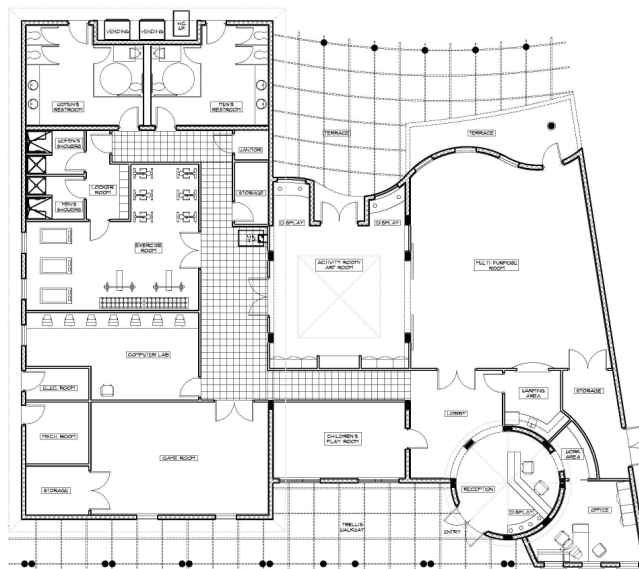 VENDING
VENDING
H.C.
LIFT
WOMEN'S
RESTROOM
MEN'S
RESTROOM
TERRACE
TERRACE
WOMEN'S
SHOWERS
JANITOR
LOCKER
ROOM
STORAGE
MEN'S
SHOWERS
DISPLAY
DISPLAY
EXERCISE
ROOM
ACTIVITY ROOM/
ART ROOM
MULTI-PURPOSE
ROOM
COMPUTER LAB
ELEC. ROOM
WARMING
AREA
STORAGE
LOBBY
MECH. ROOM
GAME ROOM
CHILDREN'S
PLAY ROOM
WORK
AREA
STORAGE
RECEPTION
DISPLAY
OFFICE
TRELLIS
WALKWAY
ENTRY